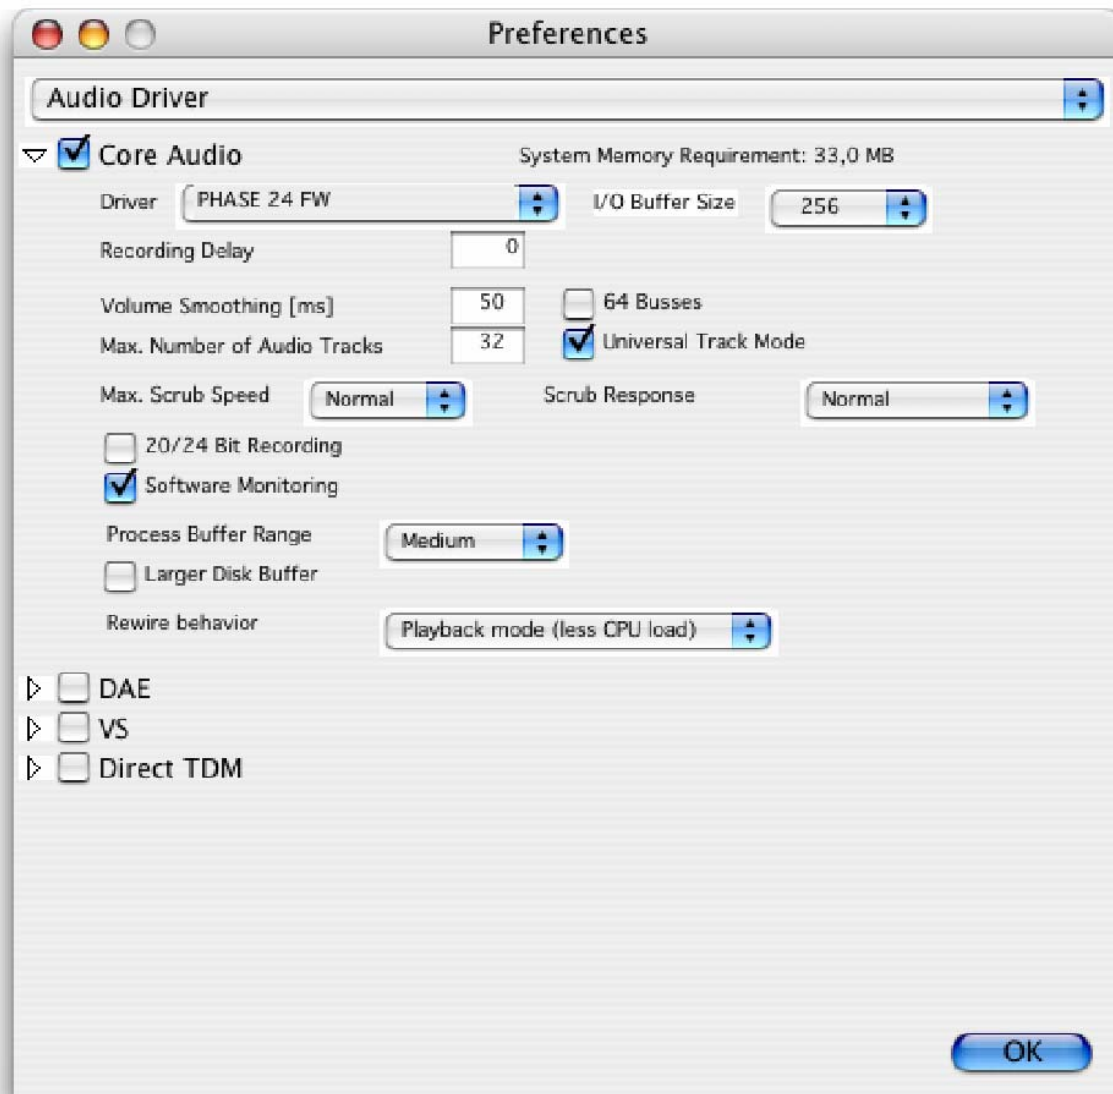 Preferences
Audio Driver
Core Audio System Memory Requirement: 33,0 MB
Driver PHASE 24 FW I/O Buffer Size 256
Recording Delay 0
Volume Smoothing [ms] 50 64 Busses
Max. Number of Audio Tracks 32 Universal Track Mode
Max. Scrub Speed Normal Scrub Response Normal
20/24 Bit Recording
Software Monitoring
Process Buffer Range Medium
Larger Disk Buffer
Rewire behavior Playback mode (less CPU load)
DAE
VS
Direct TDM
OK